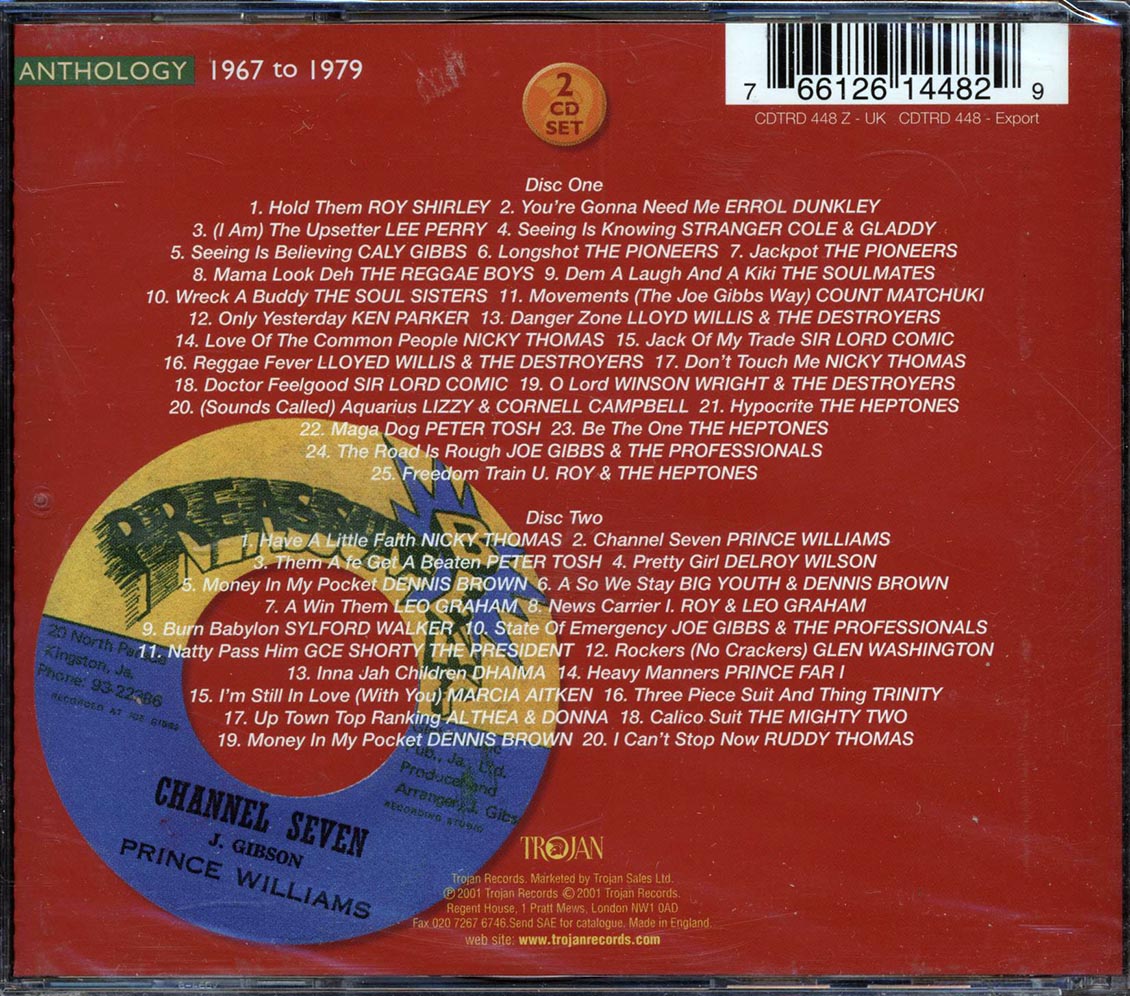 ANTHOLOGY 1967 to 1979
2
CD
SET
7 66126 14482 9
CDTRD 448 Z - UK CDTRD 448 - Export
Disc One
1. Hold Them ROY SHIRLEY 2. You're Gonna Need Me ERROL DUNKLEY
3. (I Am) The Upsetter LEE PERRY 4. Seeing Is Knowing STRANGER COLE & GLADDY
5. Seeing Is Believing CALY GIBBS 6. Longshot THE PIONEERS 7. Jackpot THE PIONEERS
8. Mama Look Deh THE REGGAE BOYS 9. Dem A Laugh And A Kiki THE SOULMATES
10. Wreck A Buddy THE SOUL SISTERS 11. Movements (The Joe Gibbs Way) COUNT MATCHUKI
12. Only Yesterday KEN PARKER 13. Danger Zone LLOYD WILLIS & THE DESTROYERS
14. Love Of The Common People NICKY THOMAS 15. Jack Of My Trade SIR LORD COMIC
16. Reggae Fever LLOYED WILLIS & THE DESTROYERS 17. Don't Touch Me NICKY THOMAS
18. Doctor Feelgood SIR LORD COMIC 19. O Lord WINSON WRIGHT & THE DESTROYERS
20. (Sounds Called) Aquarius LIZZY & CORNELL CAMPBELL 21. Hypocrite THE HEPTONES
22. Maga Dog PETER TOSH 23. Be The One THE HEPTONES
24. The Road Is Rough JOE GIBBS & THE PROFESSIONALS
25. Freedom Train U. ROY & THE HEPTONES
Disc Two
1. Have A Little Faith NICKY THOMAS 2. Channel Seven PRINCE WILLIAMS
3. Them A fe Get A Beaten PETER TOSH 4. Pretty Girl DELROY WILSON
5. Money In My Pocket DENNIS BROWN 6. A So We Stay BIG YOUTH & DENNIS BROWN
7. A Win Them LEO GRAHAM 8. News Carrier I. ROY & LEO GRAHAM
9. Burn Babylon SYLFORD WALKER 10. State Of Emergency JOE GIBBS & THE PROFESSIONALS
11. Natty Pass Him GCE SHORTY THE PRESIDENT 12. Rockers (No Crackers) GLEN WASHINGTON
13. Inna Jah Children DHAIMA 14. Heavy Manners PRINCE FAR I
15. I'm Still In Love (With You) MARCIA AITKEN 16. Three Piece Suit And Thing TRINITY
17. Up Town Top Ranking ALTHEA & DONNA 18. Calico Suit THE MIGHTY TWO
19. Money In My Pocket DENNIS BROWN 20. I Can't Stop Now RUDDY THOMAS
20 North Parade
Kingston, Ja.
Phone: 93-22386
RECORDED AT JOE GIBBS
Pub., Ja., Ltd.
Produced and
Arranger J. Gibs
RECORDING STUDIO
CHANNEL SEVEN
J. GIBSON
PRINCE WILLIAMS
TROJAN
Trojan Records. Marketed by Trojan Sales Ltd.
℗ 2001 Trojan Records © 2001 Trojan Records.
Regent House, 1 Pratt Mews, London NW1 0AD
Fax 020 7267 6746.Send SAE for catalogue. Made in England.
web site: www.trojanrecords.com